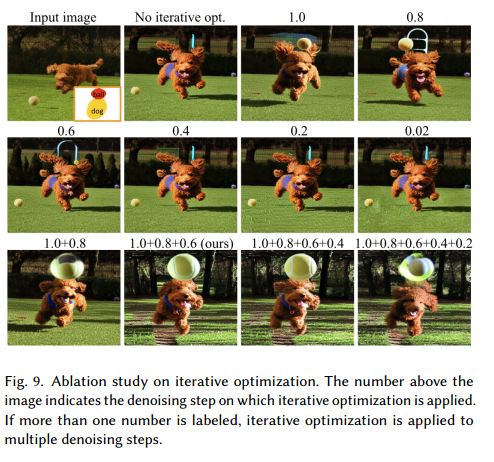 Input image No iterative opt. 1.0 0.8
ball
dog
0.6 0.4 0.2 0.02
1.0+0.8 1.0+0.8+0.6 (ours) 1.0+0.8+0.6+0.4 1.0+0.8+0.6+0.4+0.2
Fig. 9. Ablation study on iterative optimization. The number above the
image indicates the denoising step on which iterative optimization is applied.
If more than one number is labeled, iterative optimization is applied to
multiple denoising steps.